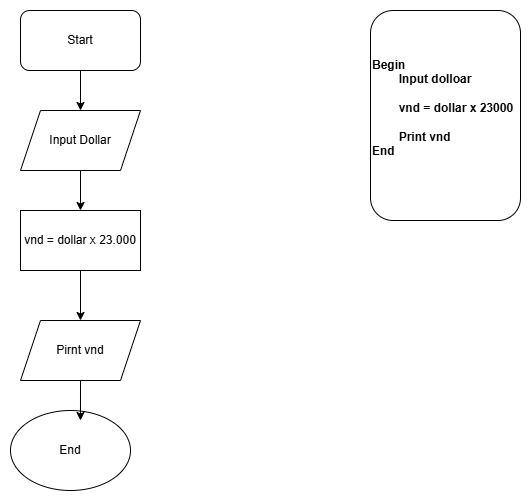 Start
Input Dollar
vnd = dollar x 23.000
Pirnt vnd
End
Begin
Input dolloar
vnd = dollar x 23000
Print vnd
End